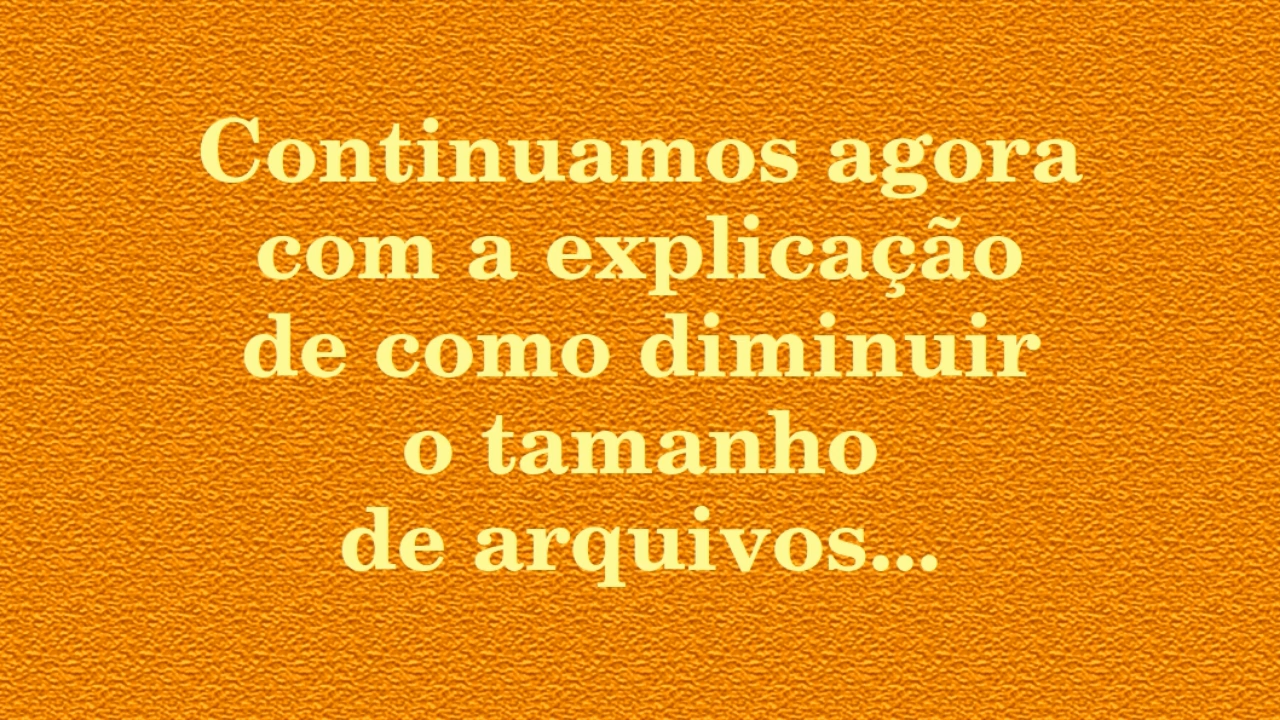 Continuamos agora
com a explicação
de como diminuir
o tamanho
de arquivos...